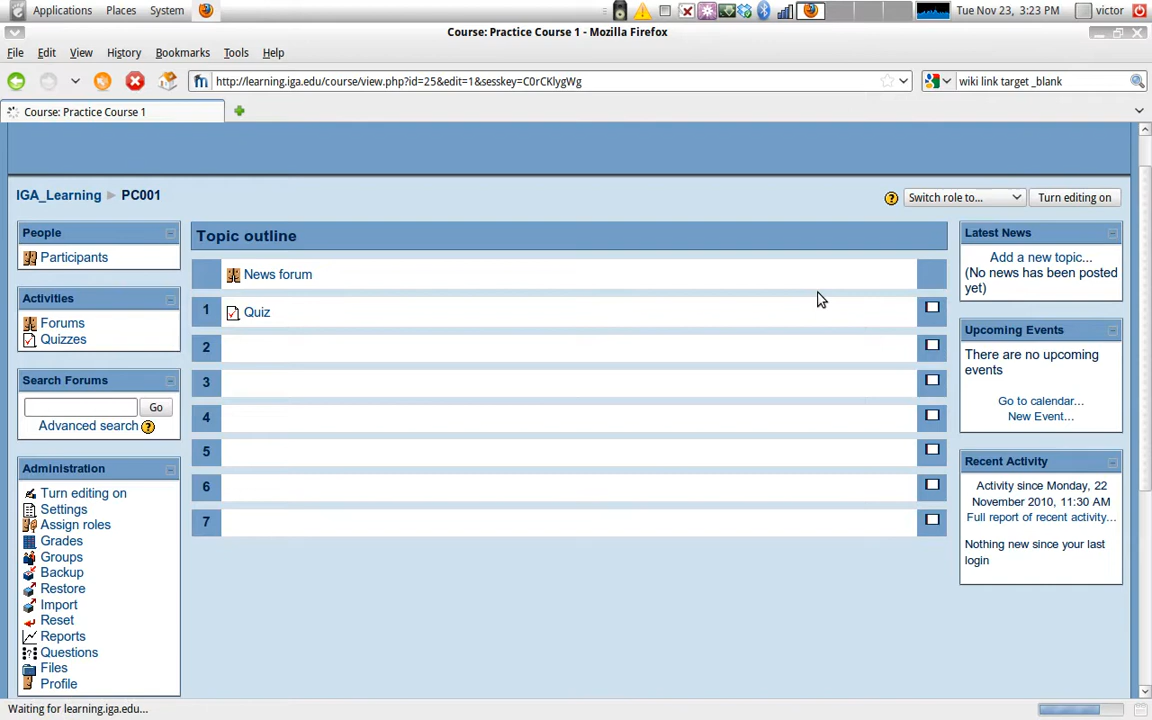 Applications Places System Tue Nov 23, 3:23 PM victor
Course: Practice Course 1 - Mozilla Firefox
File Edit View History Bookmarks Tools Help
http://learning.iga.edu/course/view.php?id=25&edit=1&sesskey=C0rCKlygWg wiki link target _blank
Course: Practice Course 1
IGA_Learning PC001 Switch role to... Turn editing on
People
Participants
Activities
Forums
Quizzes
Search Forums
Go
Advanced search
Administration
Turn editing on
Settings
Assign roles
Grades
Groups
Backup
Restore
Import
Reset
Reports
Questions
Files
Profile
Topic outline
News forum
1 Quiz
2
3
4
5
6
7
Latest News
Add a new topic...
(No news has been posted
yet)
Upcoming Events
There are no upcoming
events
Go to calendar...
New Event...
Recent Activity
Activity since Monday, 22
November 2010, 11:30 AM
Full report of recent activity...
Nothing new since your last
login
Waiting for learning.iga.edu...